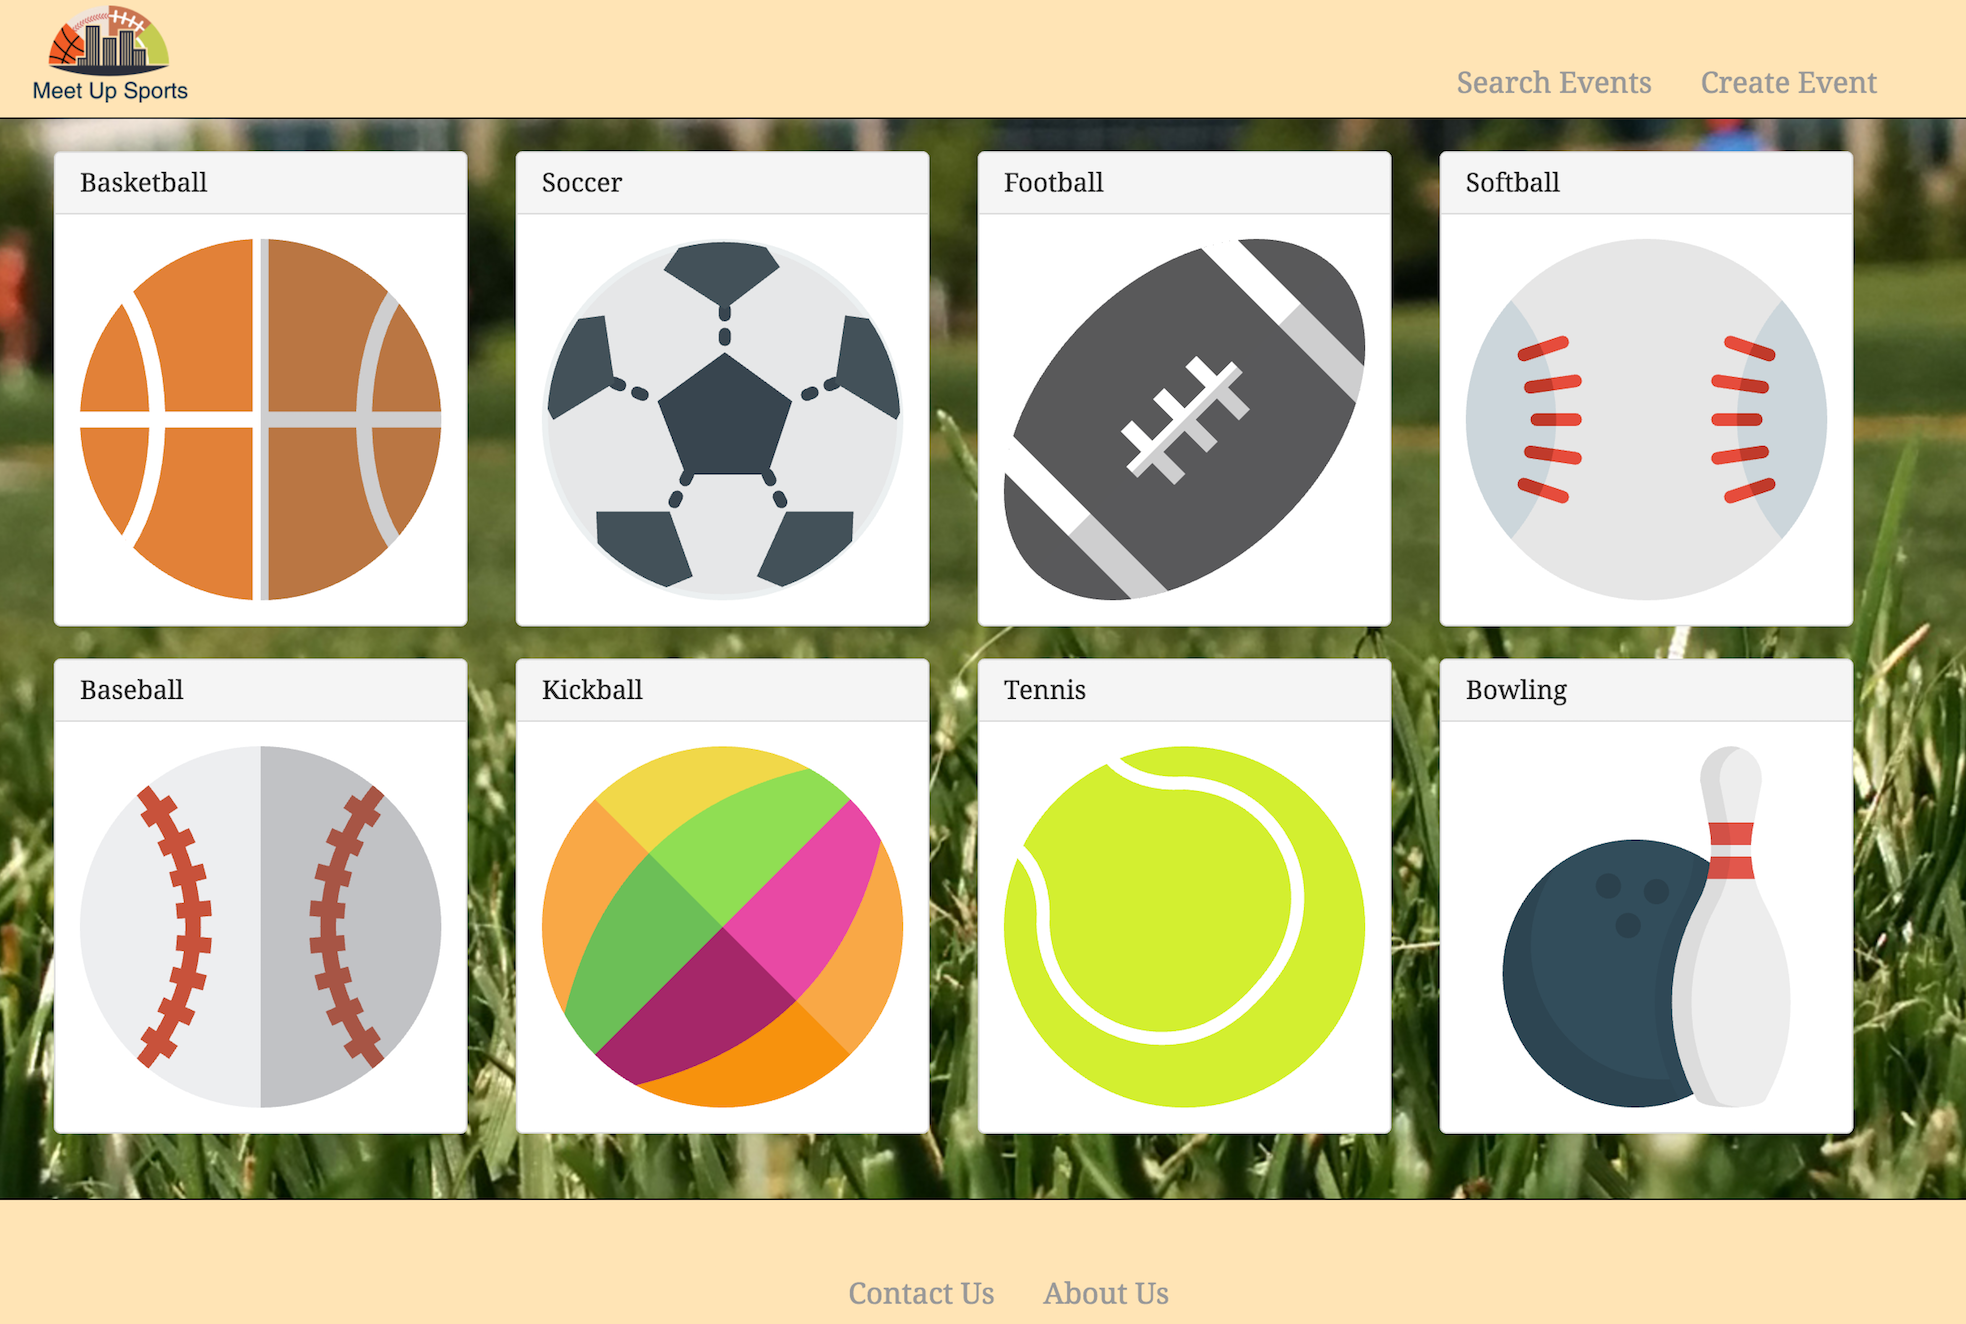 Meet Up Sports
Search Events Create Event
Basketball
Soccer
Football
Softball
Baseball
Kickball
Tennis
Bowling
Contact Us About Us